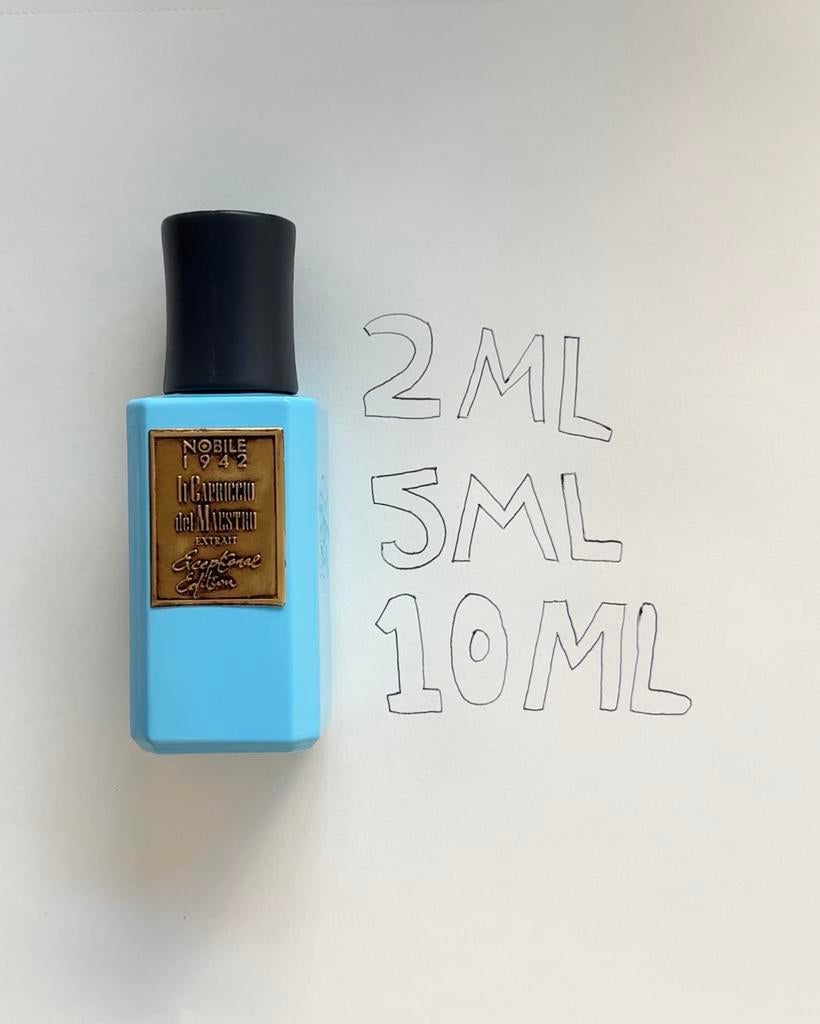 NOBILE
1942
Il CAPRICCIO
del MAESTRO
EXTRAIT
Exceptional
Edition
2ML
5ML
10ML